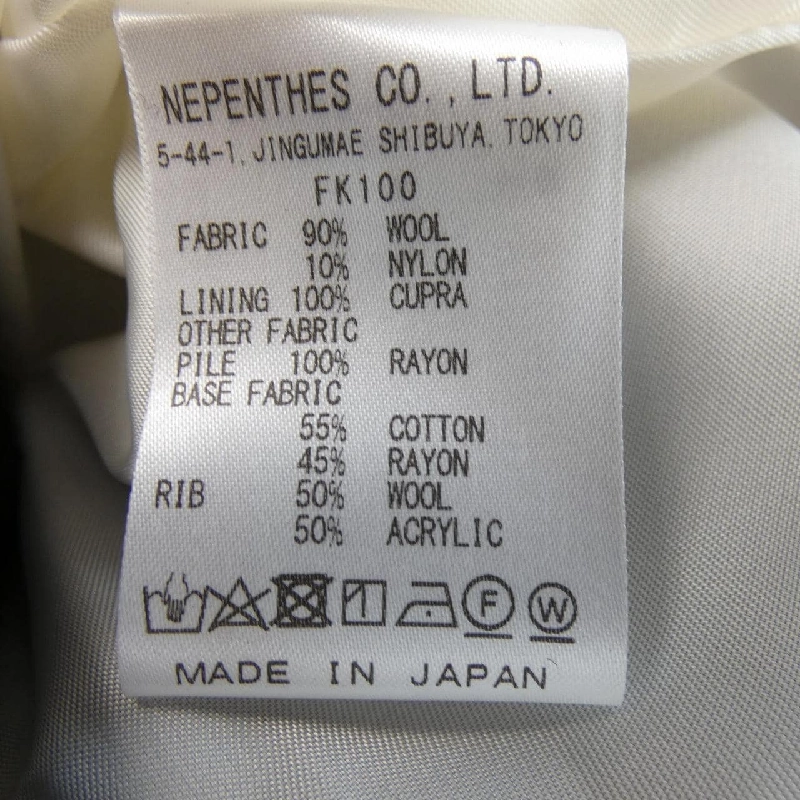 NEPENTHES CO., LTD.
5-44-1, JINGUMAE SHIBUYA, TOKYO
FK100
FABRIC 90% WOOL
10% NYLON
LINING 100% CUPRA
OTHER FABRIC
PILE 100% RAYON
BASE FABRIC
55% COTTON
45% RAYON
RIB 50% WOOL
50% ACRYLIC
F W
MADE IN JAPAN